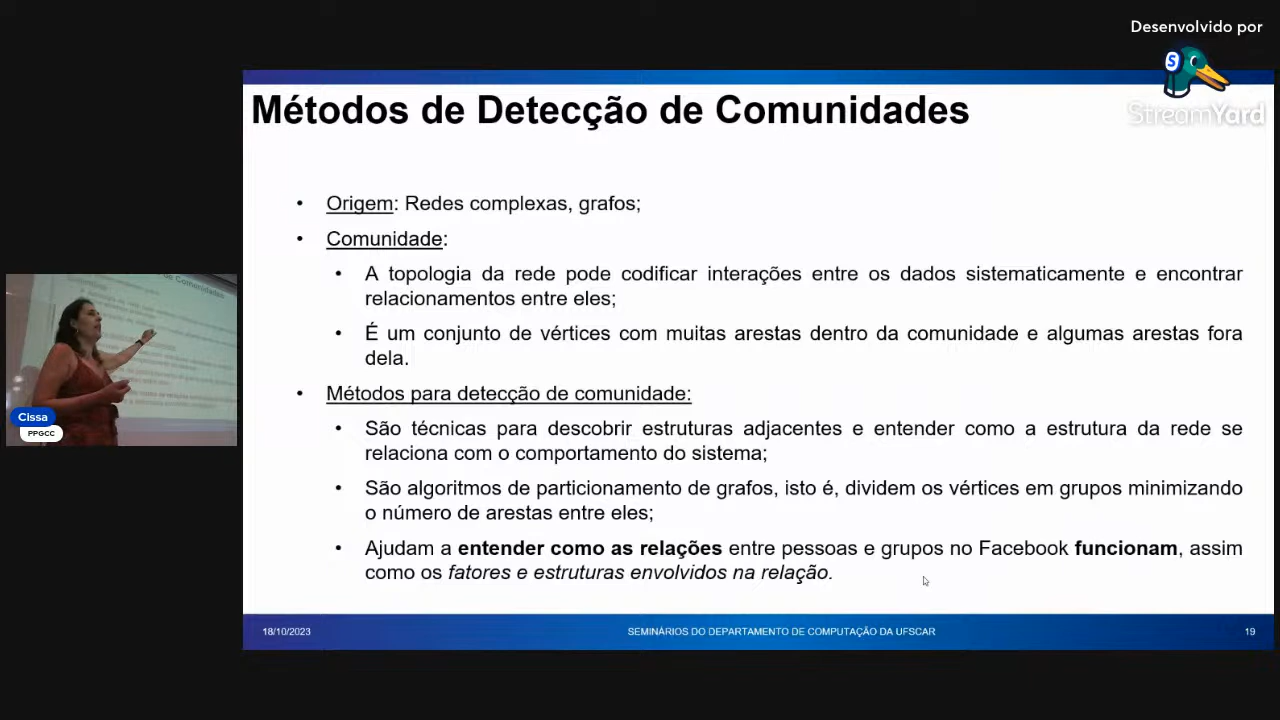 Desenvolvido por
S
StreamYard
Métodos de Detecção de Comunidades
• Origem: Redes complexas, grafos;
• Comunidade:
• A topologia da rede pode codificar interações entre os dados sistematicamente e encontrar
relacionamentos entre eles;
• É um conjunto de vértices com muitas arestas dentro da comunidade e algumas arestas fora
dela.
• Métodos para detecção de comunidade:
• São técnicas para descobrir estruturas adjacentes e entender como a estrutura da rede se
relaciona com o comportamento do sistema;
• São algoritmos de particionamento de grafos, isto é, dividem os vértices em grupos minimizando
o número de arestas entre eles;
• Ajudam a entender como as relações entre pessoas e grupos no Facebook funcionam, assim
como os fatores e estruturas envolvidos na relação.
Cissa
PPGCC
18/10/2023
SEMINÁRIOS DO DEPARTAMENTO DE COMPUTAÇÃO DA UFSCAR
19